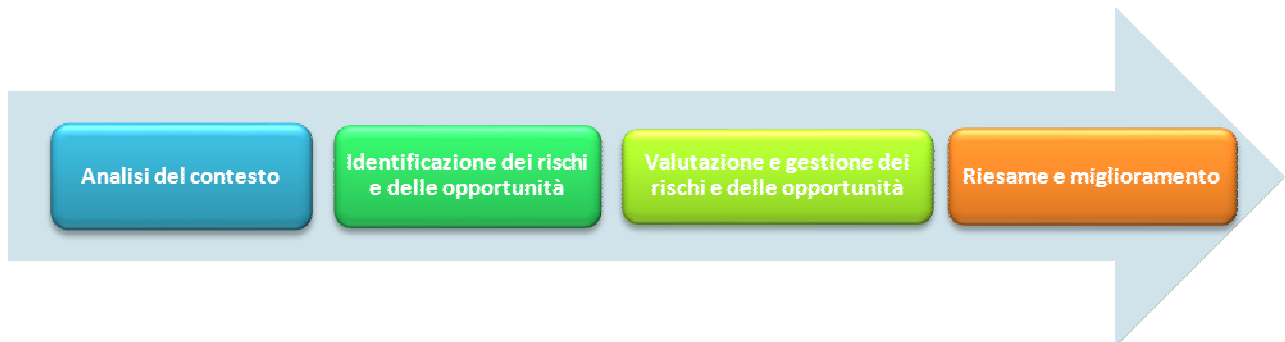 Analisi del contesto
Identificazione dei rischi
e delle opportunità
Valutazione e gestione dei
rischi e delle opportunità
Riesame e miglioramento